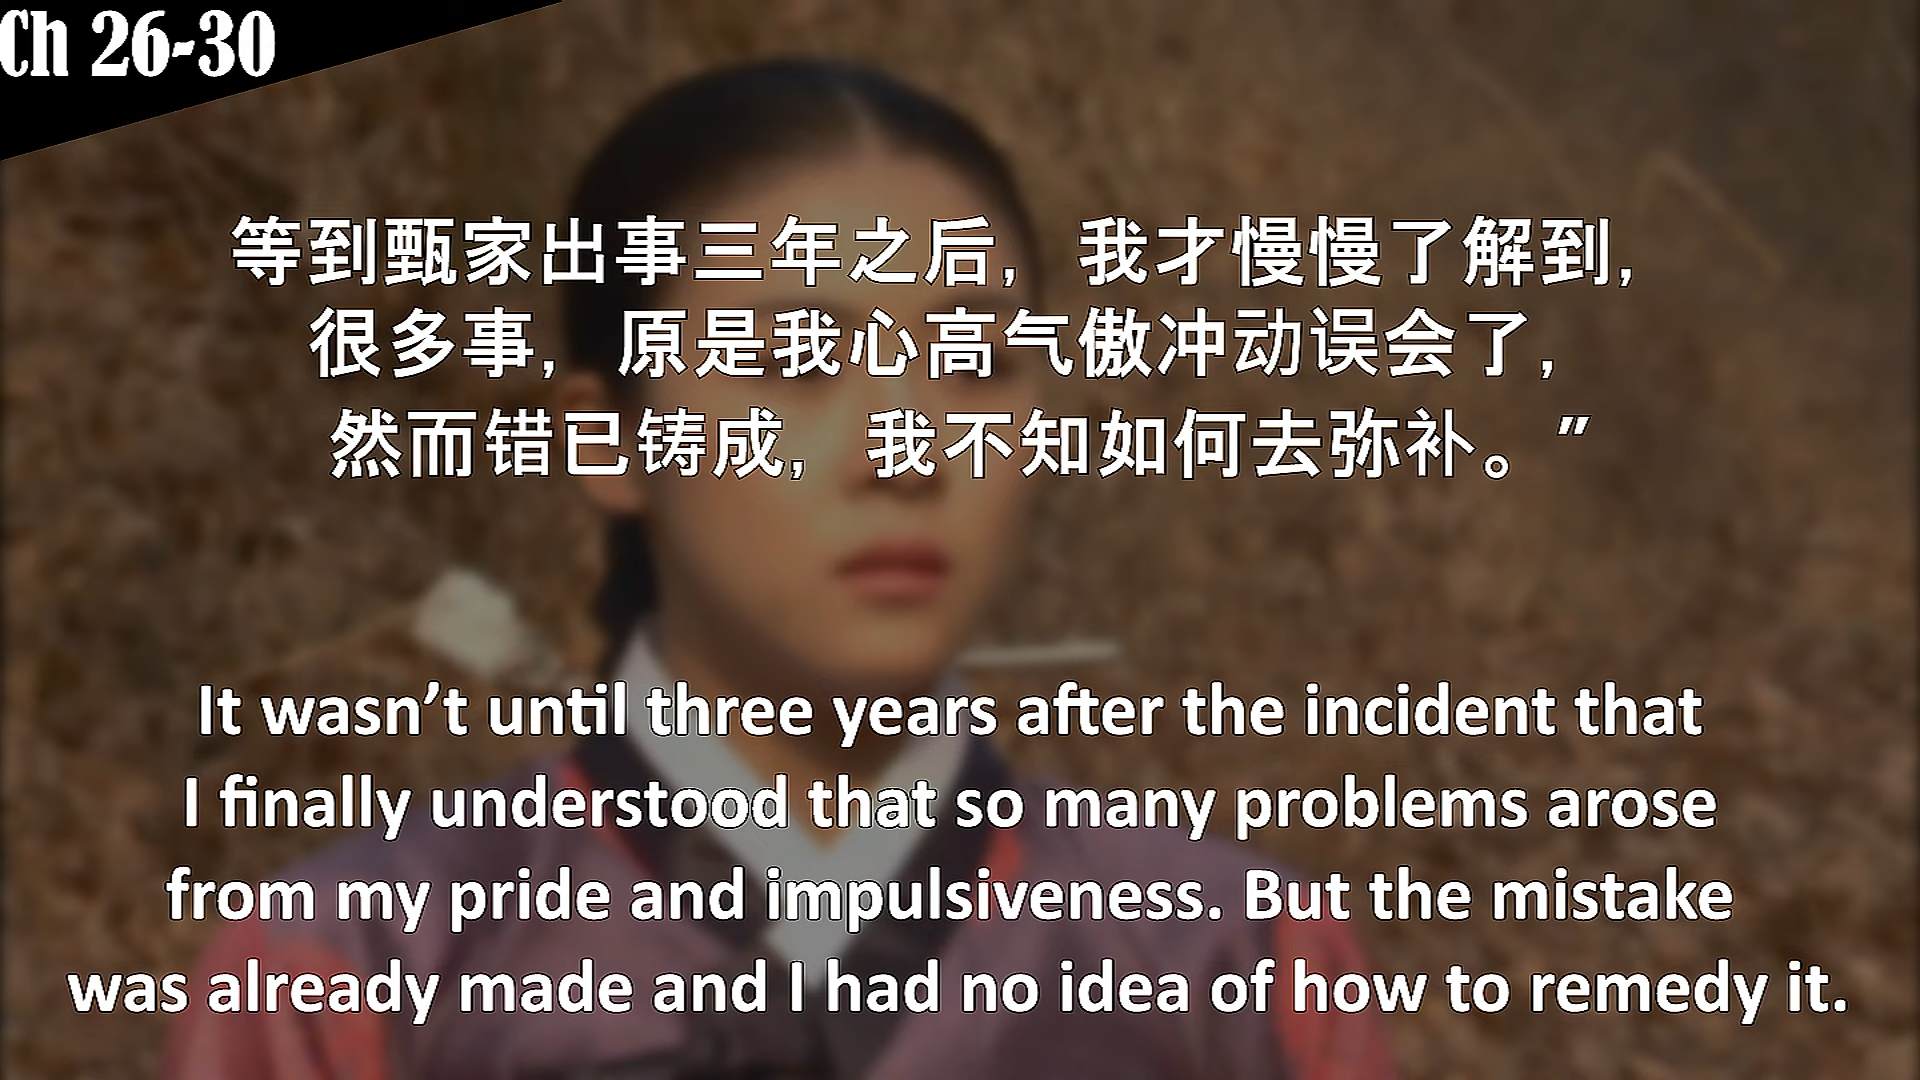 Ch 26-30
等到甄家出事三年之后，我才慢慢了解到，
很多事，原是我心高气傲冲动误会了，
然而错已铸成，我不知如何去弥补。”
It wasn’t until three years after the incident that
I finally understood that so many problems arose
from my pride and impulsiveness. But the mistake
was already made and I had no idea of how to remedy it.